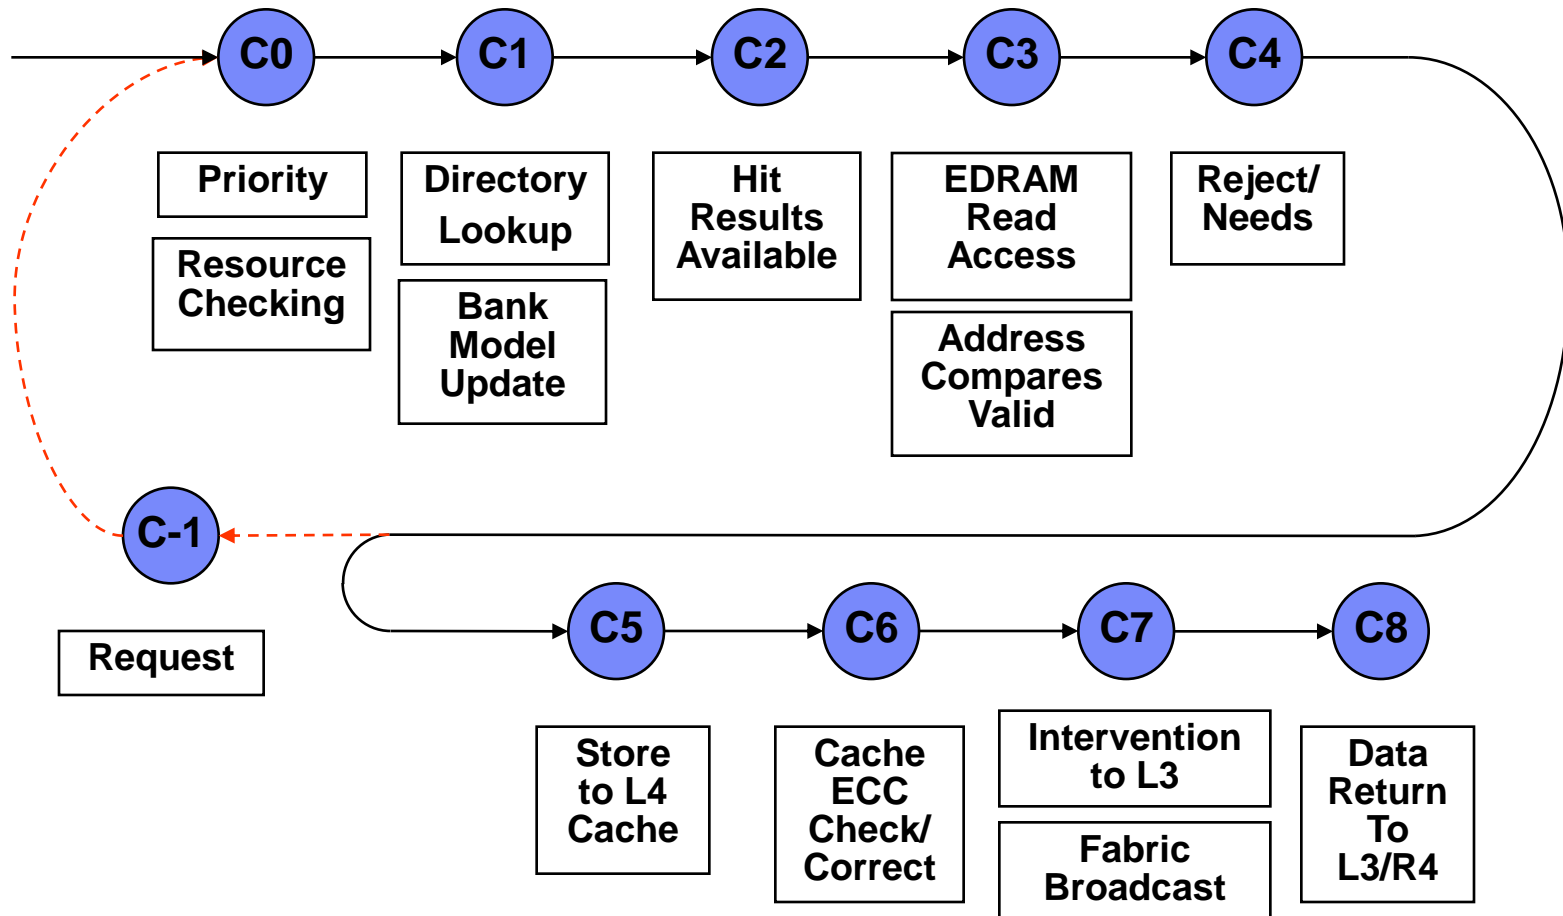 C0
C1
C2
C3
C4
Priority
Resource
Checking
Directory
Lookup
Bank
Model
Update
Hit
Results
Available
EDRAM
Read
Access
Address
Compares
Valid
Reject/
Needs
C-1
Request
C5
C6
C7
C8
Store
to L4
Cache
Cache
ECC
Check/
Correct
Intervention
to L3
Fabric
Broadcast
Data
Return
To
L3/R4